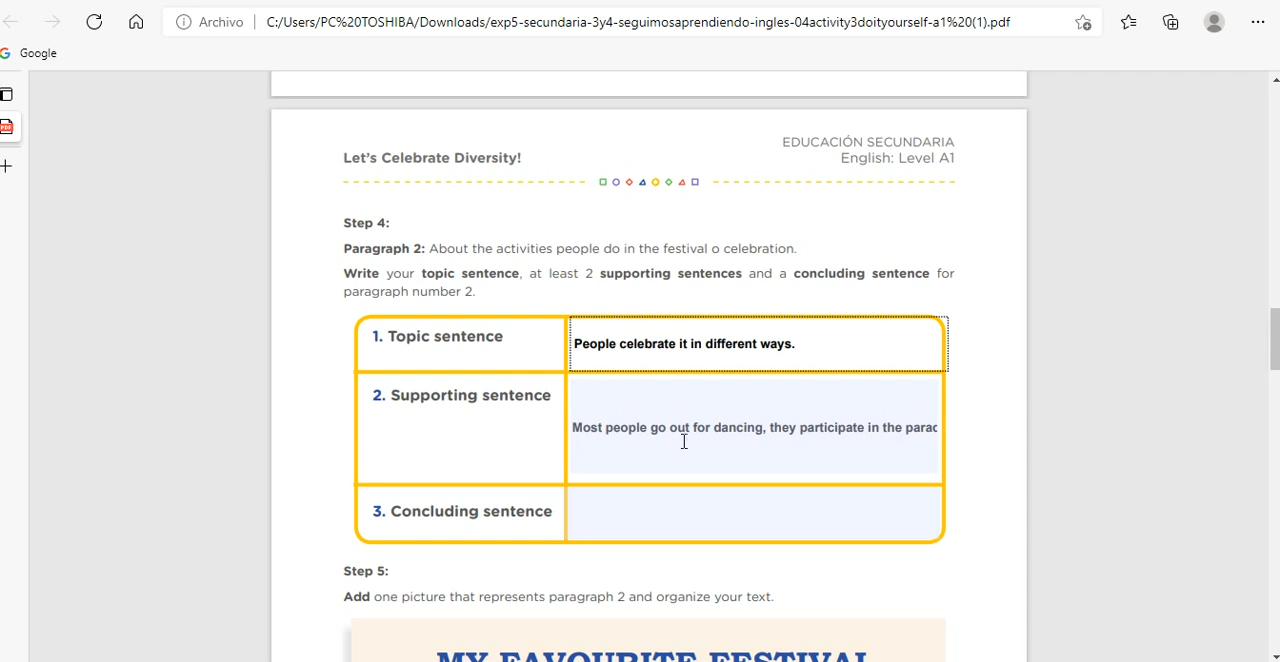 Archivo
C:/Users/PC%20TOSHIBA/Downloads/exp5-secundaria-3y4-seguimosaprendiendo-ingles-04activity3doityourself-a1%20(1).pdf
Google
PDF
EDUCACIÓN SECUNDARIA
Let's Celebrate Diversity!
English: Level A1
Step 4:
Paragraph 2: About the activities people do in the festival o celebration.
Write your topic sentence, at least 2 supporting sentences and a concluding sentence for
paragraph number 2.
1. Topic sentence
People celebrate it in different ways.
2. Supporting sentence
Most people go out for dancing, they participate in the parac
3. Concluding sentence
Step 5:
Add one picture that represents paragraph 2 and organize your text.
MY FAVOURITE FESTIVAL